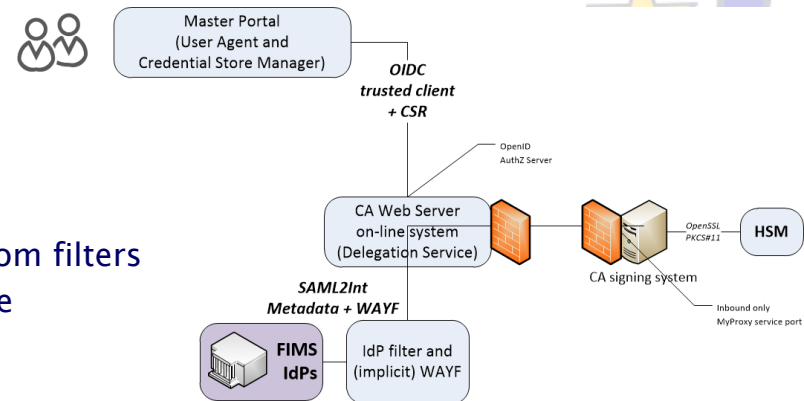 Master Portal
(User Agent and
Credential Store Manager)
OIDC
trusted client
+ CSR
OpenID
AuthZ Server
CA Web Server
on-line system
(Delegation Service)
OpenSSL
PKCS#11
HSM
CA signing system
om filters
e
SAML2Int
Metadata + WAYF
Inbound only
MyProxy service port
FIMS
IdPs
IdP filter and
(implicit) WAYF